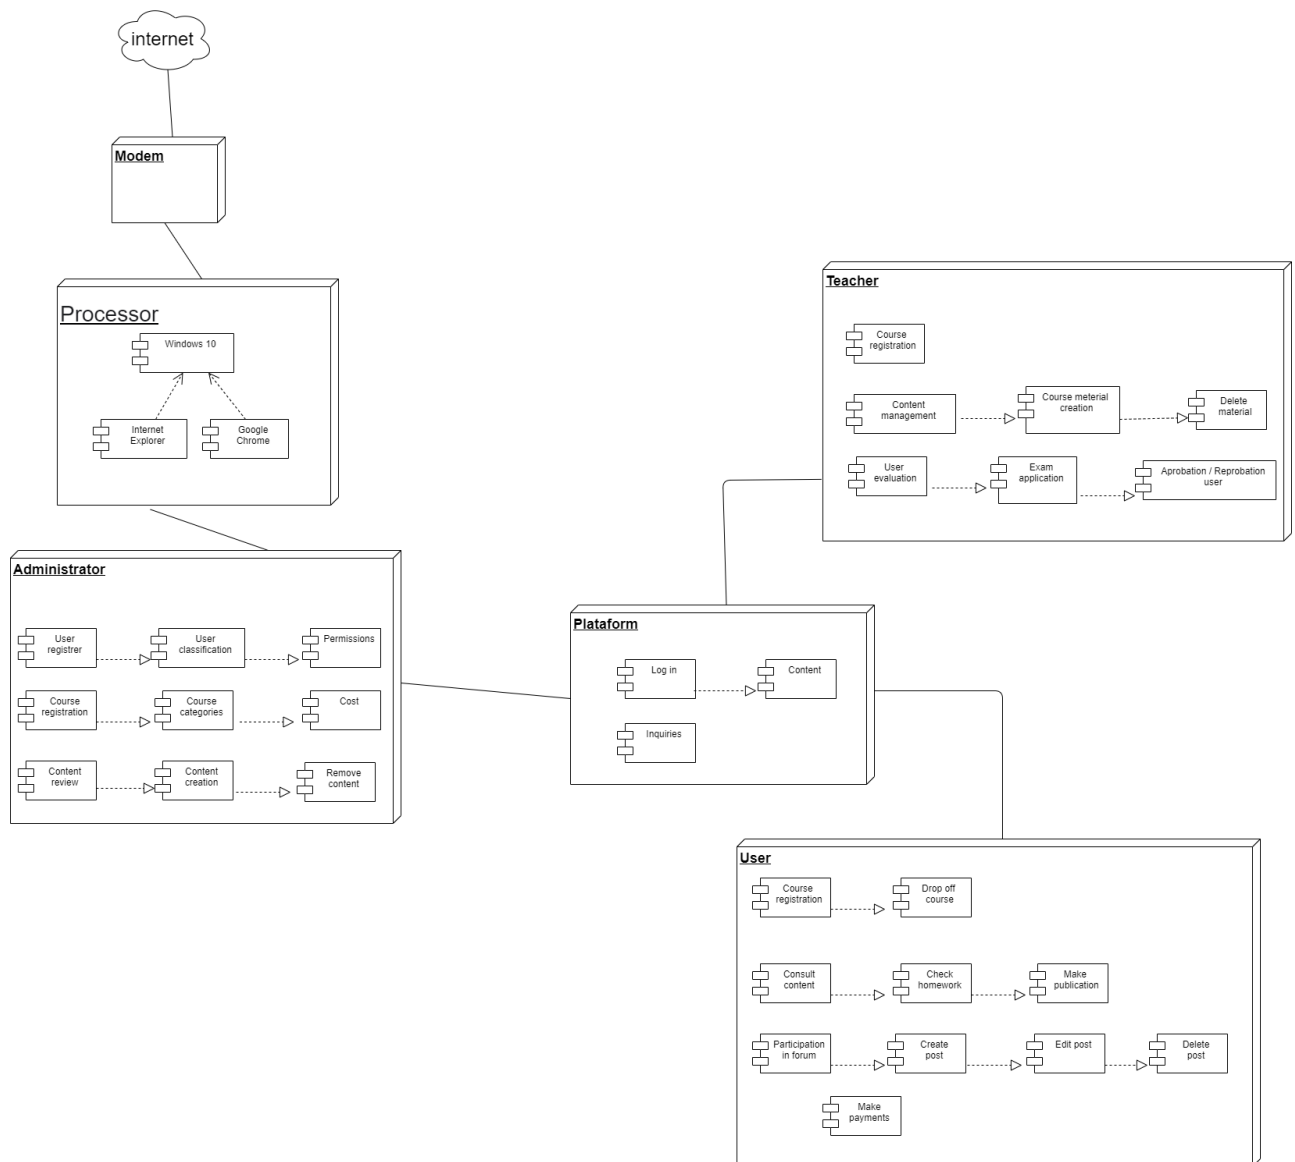 internet
Modem
Processor
Windows 10
Internet
Explorer
Google
Chrome
Teacher
Course
registration
Content
management
Course meterial
creation
Delete
material
User
evaluation
Exam
application
Aprobation / Reprobation
user
Administrator
User
registrer
User
classification
Permissions
Course
registration
Course
categories
Cost
Content
review
Content
creation
Remove
content
Plataform
Log in
Content
Inquiries
User
Course
registration
Drop off
course
Consult
content
Check
homework
Make
publication
Participation
in forum
Create
post
Edit post
Delete
post
Make
payments